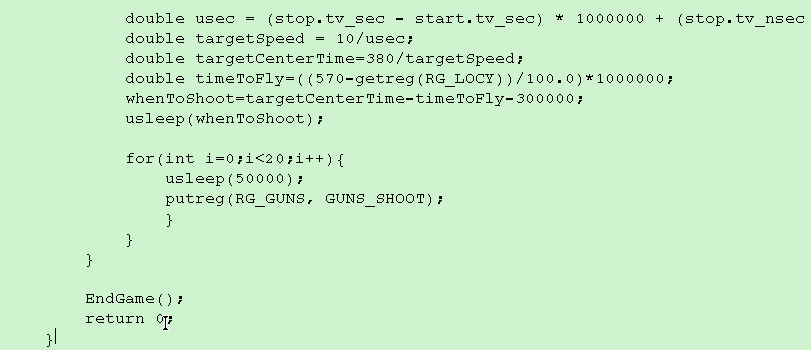 double usec = (stop.tv_sec - start.tv_sec) * 1000000 + (stop.tv_nsec
double targetSpeed = 10/usec;
double targetCenterTime=380/targetSpeed;
double timeToFly=((570-getreg(RG_LOCY))/100.0)*1000000;
whenToShoot=targetCenterTime-timeToFly-300000;
usleep(whenToShoot);
for(int i=0;i<20;i++){
usleep(50000);
putreg(RG_GUNS, GUNS_SHOOT);
}
}
}
EndGame();
return 0;
}